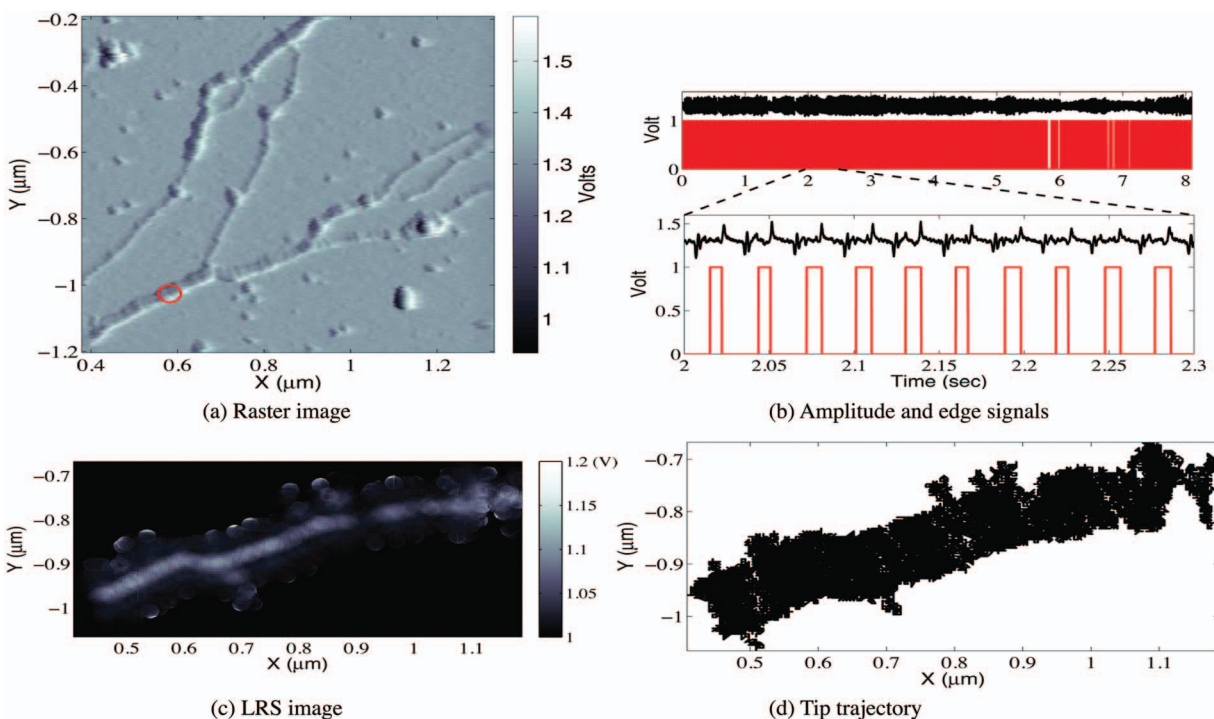 −0.2
−0.4
−0.6
−0.8
−1
−1.2
Y (μm)
0.4 0.6 0.8 1 1.2
X (μm)
1.5
1.4
1.3
1.2
1.1
1
Volts
(a) Raster image
Volt
1
0
0 1 2 3 4 5 6 7 8
Volt
1.5
1
0.5
0
2 2.05 2.1 2.15 2.2 2.25 2.3
Time (sec)
(b) Amplitude and edge signals
−0.7
−0.8
−0.9
−1
Y (μm)
0.5 0.6 0.7 0.8 0.9 1 1.1
X (μm)
1.2 (V)
1.15
1.1
1.05
1
(c) LRS image
−0.7
−0.8
−0.9
−1
Y (μm)
0.5 0.6 0.7 0.8 0.9 1 1.1
X (μm)
(d) Tip trajectory